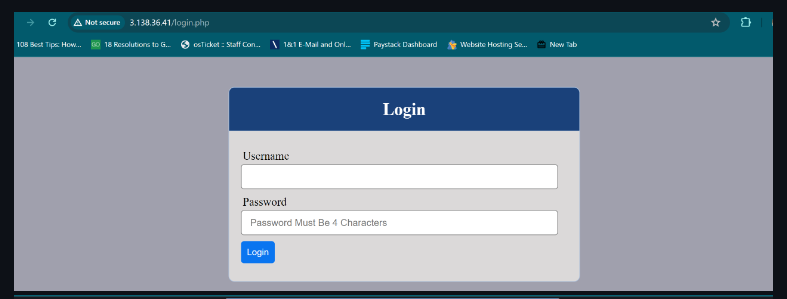 Not secure 3.138.36.41/login.php
108 Best Tips: How... 18 Resolutions to G... osTicket :: Staff Con... 1&1 E-Mail and Onl... Paystack Dashboard Website Hosting Se... New Tab
Login
Username
Password
Password Must Be 4 Characters
Login